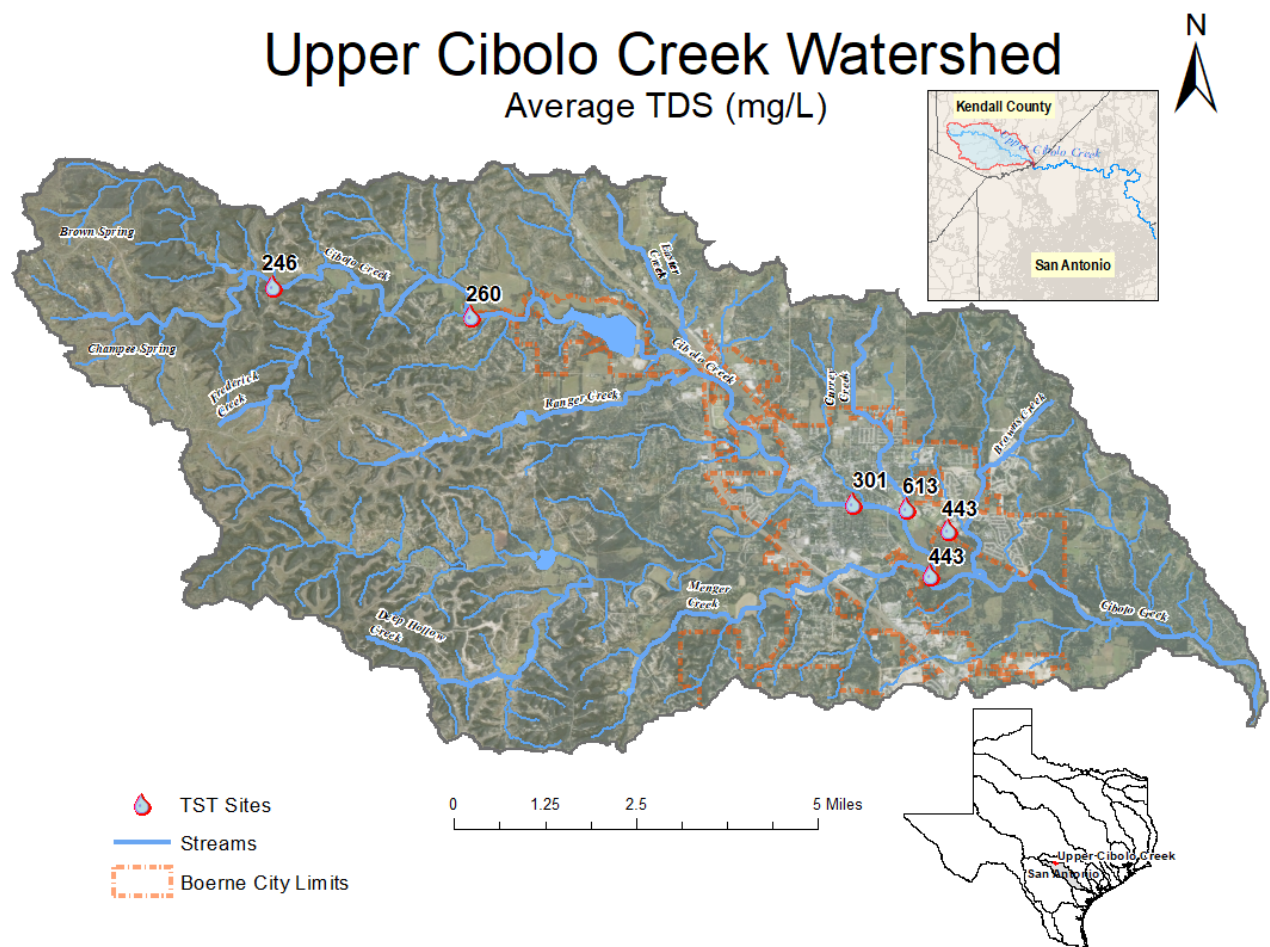 Upper Cibolo Creek Watershed
Average TDS (mg/L)
N
Kendall County
Upper Cibolo Creek
San Antonio
Brown Spring
246
Cibolo Creek
260
Champee Spring
Frederick
Creek
Ranger Creek
Creek
Cibolo Creek
Currey
Creek
Browns Creek
301
613
443
443
Menger
Creek
Deep Hollow
Creek
Cibolo Creek
TST Sites
Streams
Boerne City Limits
0 1.25 2.5 5 Miles
Upper Cibolo Creek
San Antonio